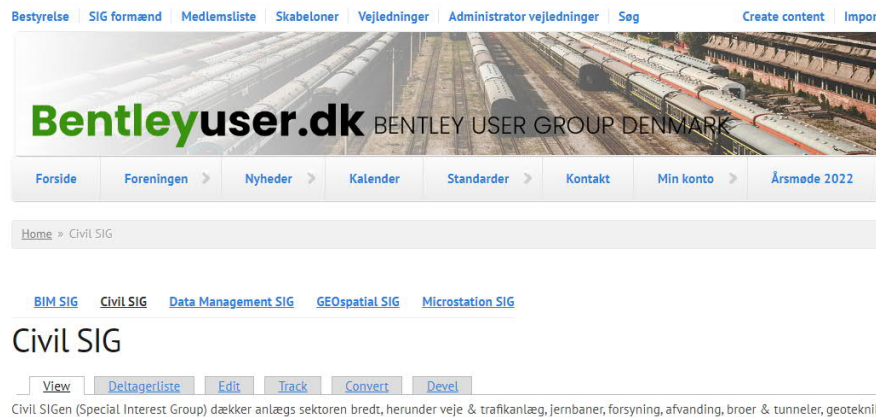 Bestyrelse SIG formænd Medlemsliste Skabeloner Vejledninger Administrator vejledninger Søg Create content
Bentleyuser.dk BENTLEY USER GROUP DENMARK
Forside Foreningen Nyheder Kalender Standarder Kontakt Min konto Årsmøde 2022
Home » Civil SIG
BIM SIG Civil SIG Data Management SIG GEOspatial SIG Microstation SIG
Civil SIG
View Deltagerliste Edit Track Convert Devel
Civil SIGen (Special Interest Group) dækker anlægs sektoren bredt, herunder veje & trafikanlæg, jernbaner, forsyning, afvanding, broer & tunneler,